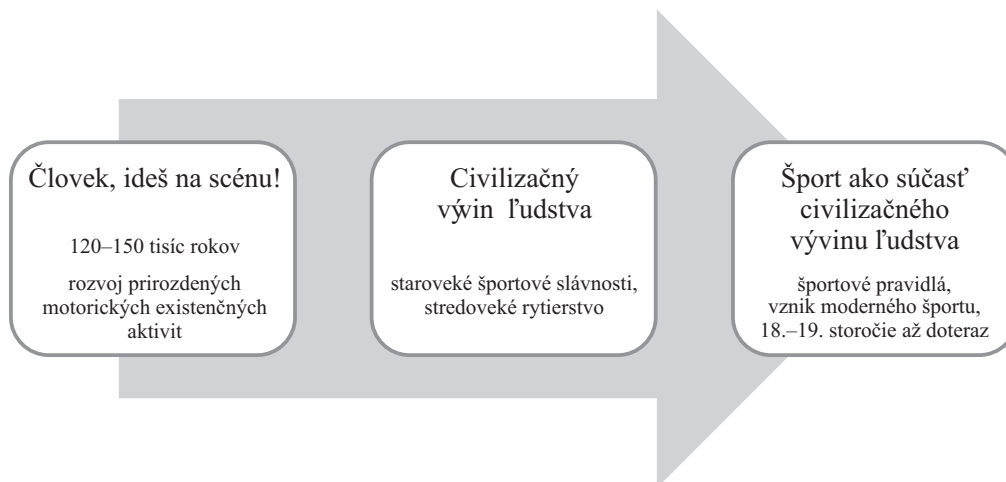 Človek, ideš na scénu!
120–150 tisíc rokov
rozvoj prirozdených
motorických existenčných
aktivit
Civilizačný
vývin ľudstva
staroveké športové slávnosti,
stredoveké rytierstvo
Šport ako súčasť
civilizačného
vývinu ľudstva
športové pravidlá,
vznik moderného športu,
18.–19. storočie až doteraz